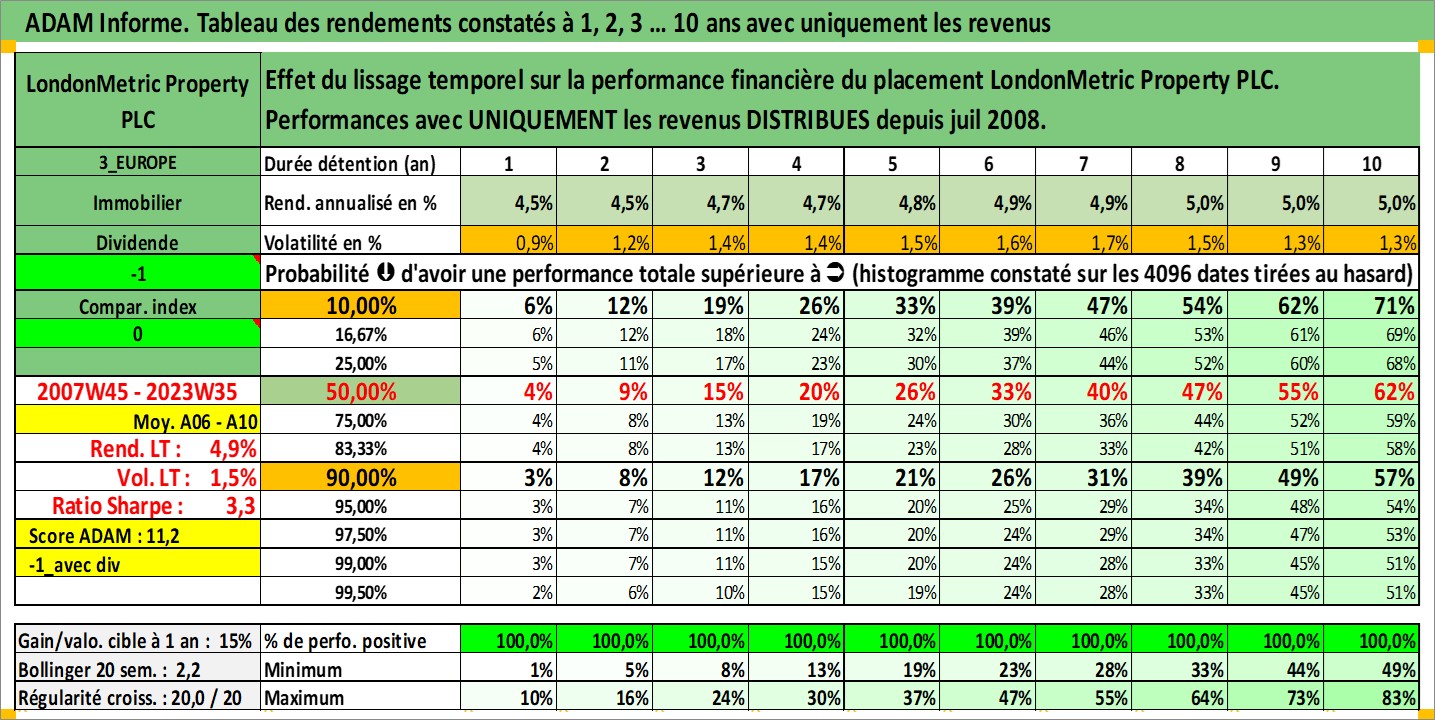 ADAM Informe. Tableau des rendements constatés à 1, 2, 3 ... 10 ans avec uniquement les revenus
LondonMetric Property PLC
Effet du lissage temporel sur la performance financière du placement LondonMetric Property PLC.
Performances avec UNIQUEMENT les revenus DISTRIBUES depuis juil 2008.
3_EUROPE Durée détention (an) 1 2 3 4 5 6 7 8 9 10
Immobilier Rend. annualisé en % 4,5% 4,5% 4,7% 4,7% 4,8% 4,9% 4,9% 5,0% 5,0% 5,0%
Dividende Volatilité en % 0,9% 1,2% 1,4% 1,4% 1,5% 1,6% 1,7% 1,5% 1,3% 1,3%
-1 Probabilité ⬇ d'avoir une performance totale supérieure à ➲ (histogramme constaté sur les 4096 dates tirées au hasard)
Compar. index 10,00% 6% 12% 19% 26% 33% 39% 47% 54% 62% 71%
0 16,67% 6% 12% 18% 24% 32% 39% 46% 53% 61% 69%
25,00% 5% 11% 17% 23% 30% 37% 44% 52% 60% 68%
2007W45 - 2023W35 50,00% 4% 9% 15% 20% 26% 33% 40% 47% 55% 62%
Moy. A06 - A10 75,00% 4% 8% 13% 19% 24% 30% 36% 44% 52% 59%
Rend. LT : 4,9% 83,33% 4% 8% 13% 17% 23% 28% 33% 42% 51% 58%
Vol. LT : 1,5% 90,00% 3% 8% 12% 17% 21% 26% 31% 39% 49% 57%
Ratio Sharpe : 3,3 95,00% 3% 7% 11% 16% 20% 25% 29% 34% 48% 54%
Score ADAM : 11,2 97,50% 3% 7% 11% 16% 20% 24% 29% 34% 47% 53%
-1_avec div 99,00% 3% 7% 11% 15% 20% 24% 28% 33% 45% 51%
99,50% 2% 6% 10% 15% 19% 24% 28% 33% 45% 51%
Gain/valo. cible à 1 an : 15% % de perfo. positive 100,0% 100,0% 100,0% 100,0% 100,0% 100,0% 100,0% 100,0% 100,0% 100,0%
Bollinger 20 sem. : 2,2 Minimum 1% 5% 8% 13% 19% 23% 28% 33% 44% 49%
Régularité croiss. : 20,0 / 20 Maximum 10% 16% 24% 30% 37% 47% 55% 64% 73% 83%